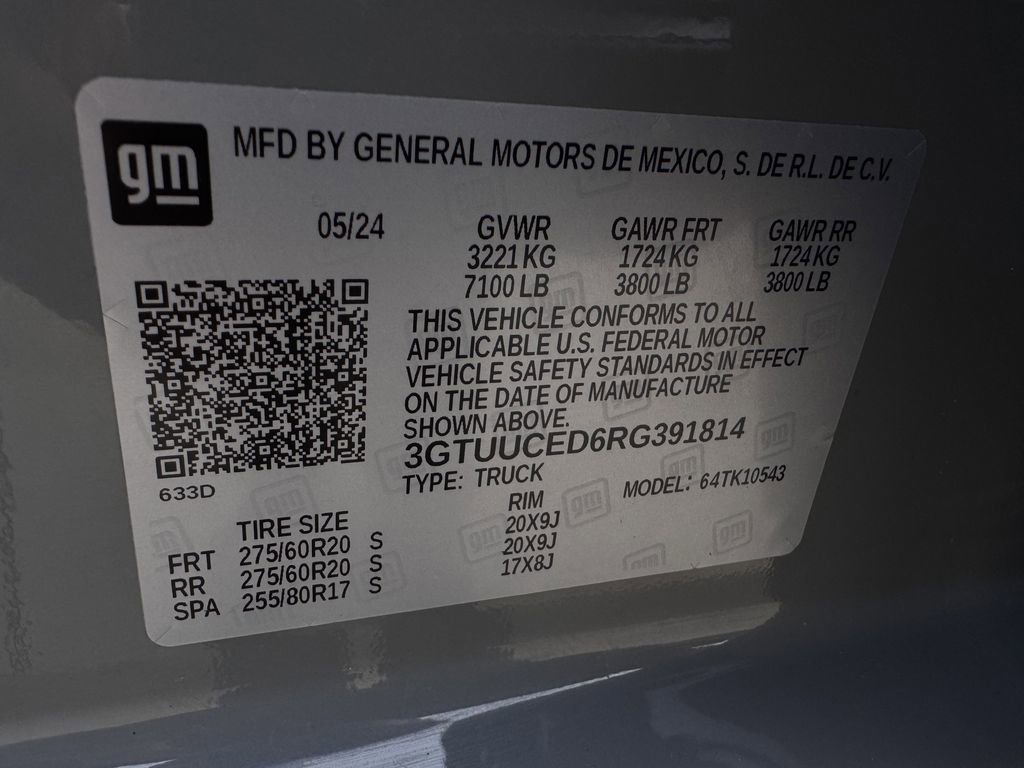 gm
MFD BY GENERAL MOTORS DE MEXICO, S. DE R.L. DE C.V.
05/24 GVWR GAWR FRT GAWR RR
3221 KG 1724 KG 1724 KG
7100 LB 3800 LB 3800 LB
THIS VEHICLE CONFORMS TO ALL
APPLICABLE U.S. FEDERAL MOTOR
VEHICLE SAFETY STANDARDS IN EFFECT
ON THE DATE OF MANUFACTURE
SHOWN ABOVE.
3GTUUCED6RG391814
TYPE: TRUCK MODEL: 64TK10543
633D
TIRE SIZE RIM
FRT 275/60R20 S 20X9J
RR 275/60R20 S 20X9J
SPA 255/80R17 S 17X8J